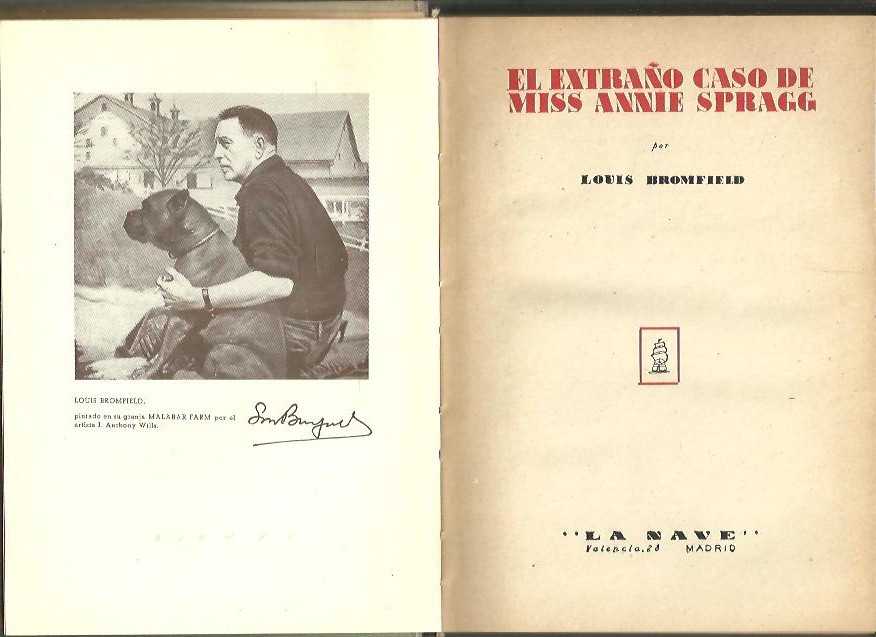 LOUIS BROMFIELD,
pintado en su granja MALABAR FARM por el
artista J. Anthony Wills.
EL EXTRAÑO CASO DE
MISS ANNIE SPRAGG
por
LOUIS BROMFIELD
"LA NAVE"
Valencia, 28 MADRID